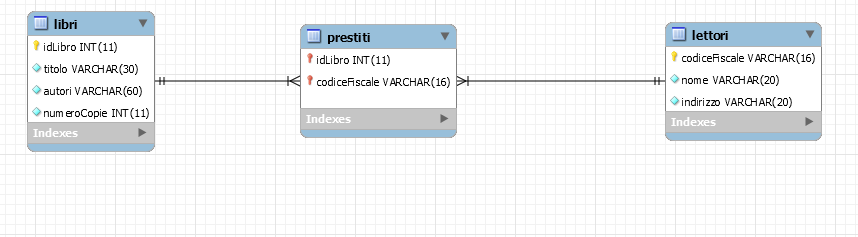 libri
idLibro INT(11)
titolo VARCHAR(30)
autori VARCHAR(60)
numeroCopie INT(11)
Indexes
prestiti
idLibro INT(11)
codiceFiscale VARCHAR(16)
Indexes
lettori
codiceFiscale VARCHAR(16)
nome VARCHAR(20)
indirizzo VARCHAR(20)
Indexes